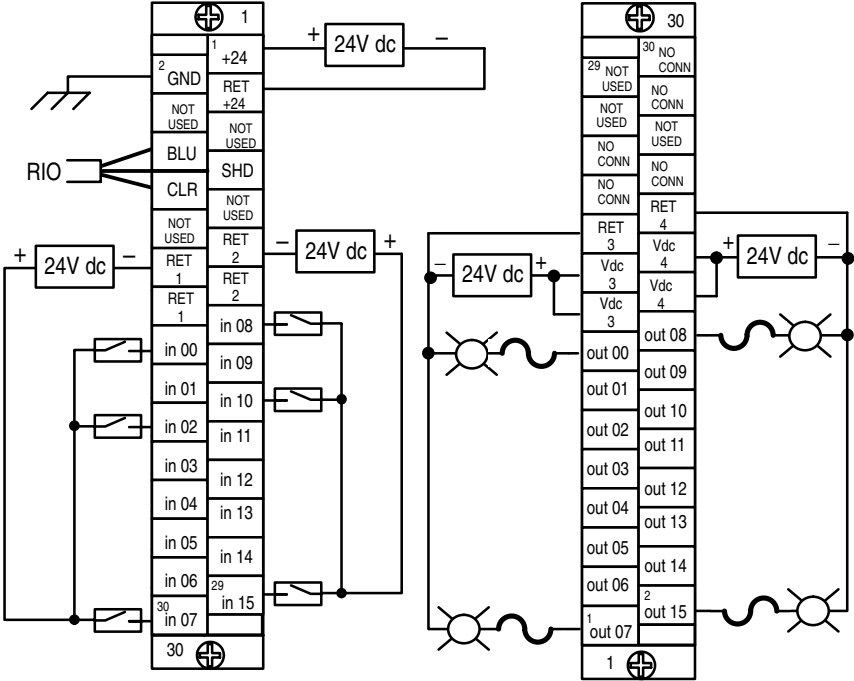 1
1
+24
+ 24V dc –
2
GND
RET
+24
NOT
USED
NOT
USED
BLU
RIO
SHD
CLR
NOT
USED
NOT
USED
RET
2
– 24V dc +
+ 24V dc –
RET
1
RET
2
RET
1
in 08
in 00
in 09
in 01
in 10
in 02
in 11
in 03
in 12
in 04
in 13
in 05
in 14
in 06
29
in 15
30
in 07
30
30
30 NO
CONN
29 NOT
USED
NO
CONN
NOT
USED
NOT
USED
NO
CONN
NO
CONN
NO
CONN
RET
4
RET
3
Vdc
4
+ 24V dc –
– 24V dc +
Vdc
3
Vdc
4
Vdc
3
out 08
out 00
out 09
out 01
out 10
out 02
out 11
out 03
out 12
out 04
out 13
out 05
out 14
out 06
2
out 15
1
out 07
1